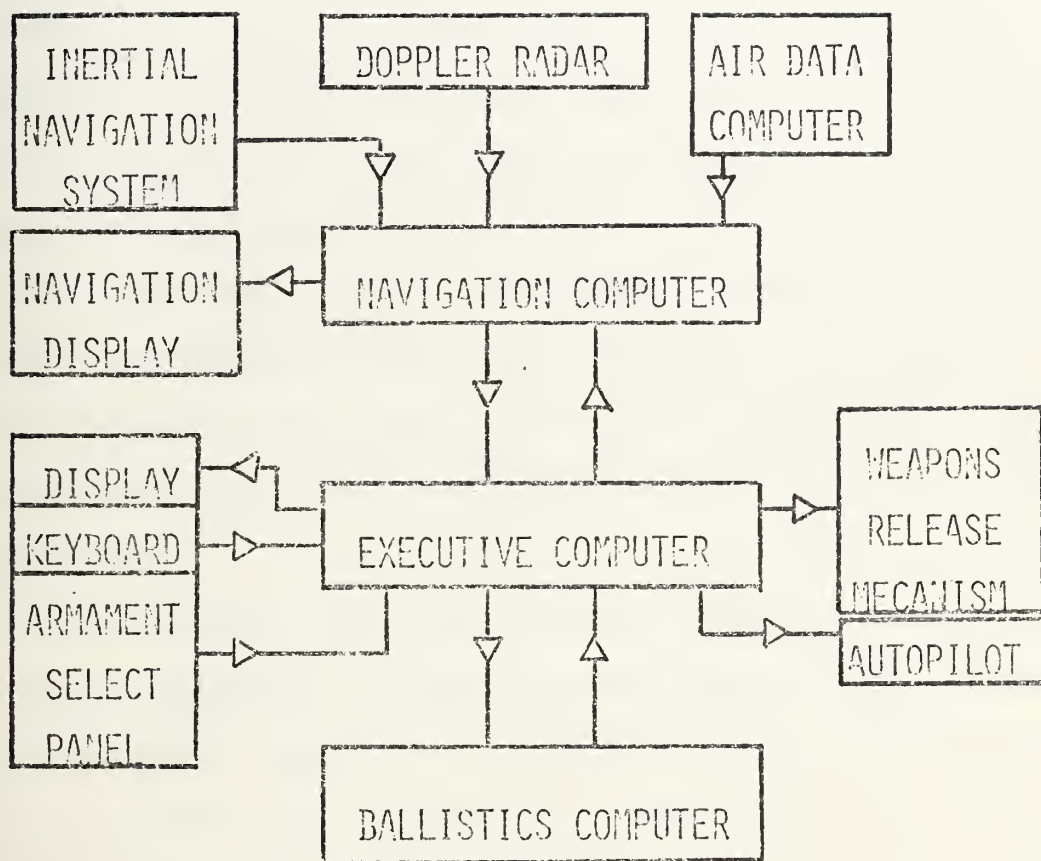 INERTIAL
NAVIGATION
SYSTEM
DOPPLER RADAR
AIR DATA
COMPUTER
NAVIGATION
DISPLAY
NAVIGATION COMPUTER
DISPLAY
KEYBOARD
ARMAMENT
SELECT
PANEL
EXECUTIVE COMPUTER
WEAPONS
RELEASE
MECANISM
AUTOPILOT
BALLISTICS COMPUTER